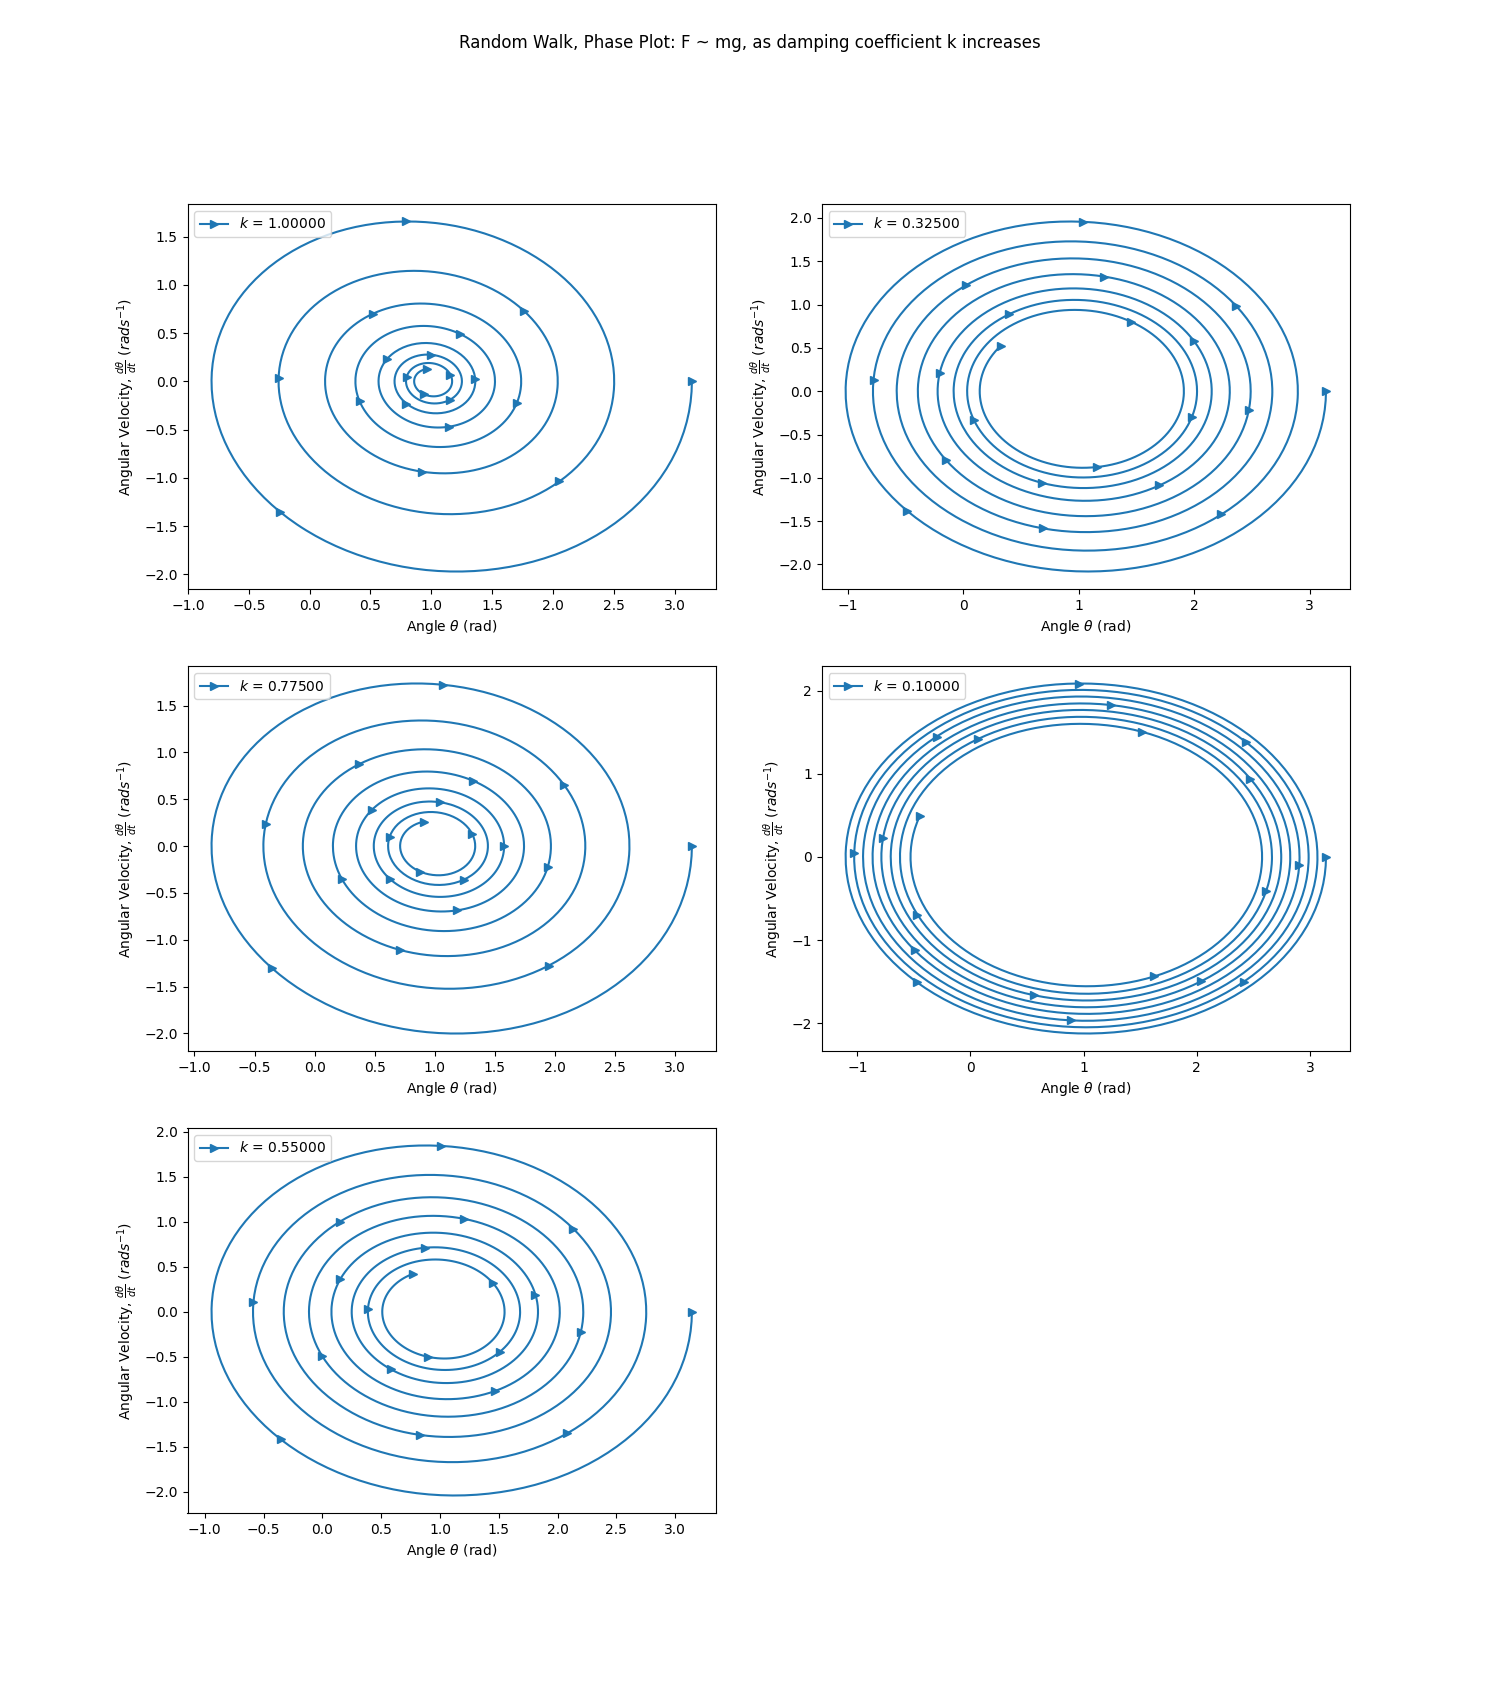 Random Walk, Phase Plot: F ~ mg, as damping coefficient k increases
k = 1.00000
1.5
1.0
0.5
0.0
−0.5
−1.0
−1.5
−2.0
−1.0 −0.5 0.0 0.5 1.0 1.5 2.0 2.5 3.0
Angular Velocity, dθ/dt (rads⁻¹)
Angle θ (rad)
k = 0.32500
2.0
1.5
1.0
0.5
0.0
−0.5
−1.0
−1.5
−2.0
−1 0 1 2 3
Angular Velocity, dθ/dt (rads⁻¹)
Angle θ (rad)
k = 0.77500
1.5
1.0
0.5
0.0
−0.5
−1.0
−1.5
−2.0
−1.0 −0.5 0.0 0.5 1.0 1.5 2.0 2.5 3.0
Angular Velocity, dθ/dt (rads⁻¹)
Angle θ (rad)
k = 0.10000
2
1
0
−1
−2
−1 0 1 2 3
Angular Velocity, dθ/dt (rads⁻¹)
Angle θ (rad)
k = 0.55000
2.0
1.5
1.0
0.5
0.0
−0.5
−1.0
−1.5
−2.0
−1.0 −0.5 0.0 0.5 1.0 1.5 2.0 2.5 3.0
Angular Velocity, dθ/dt (rads⁻¹)
Angle θ (rad)